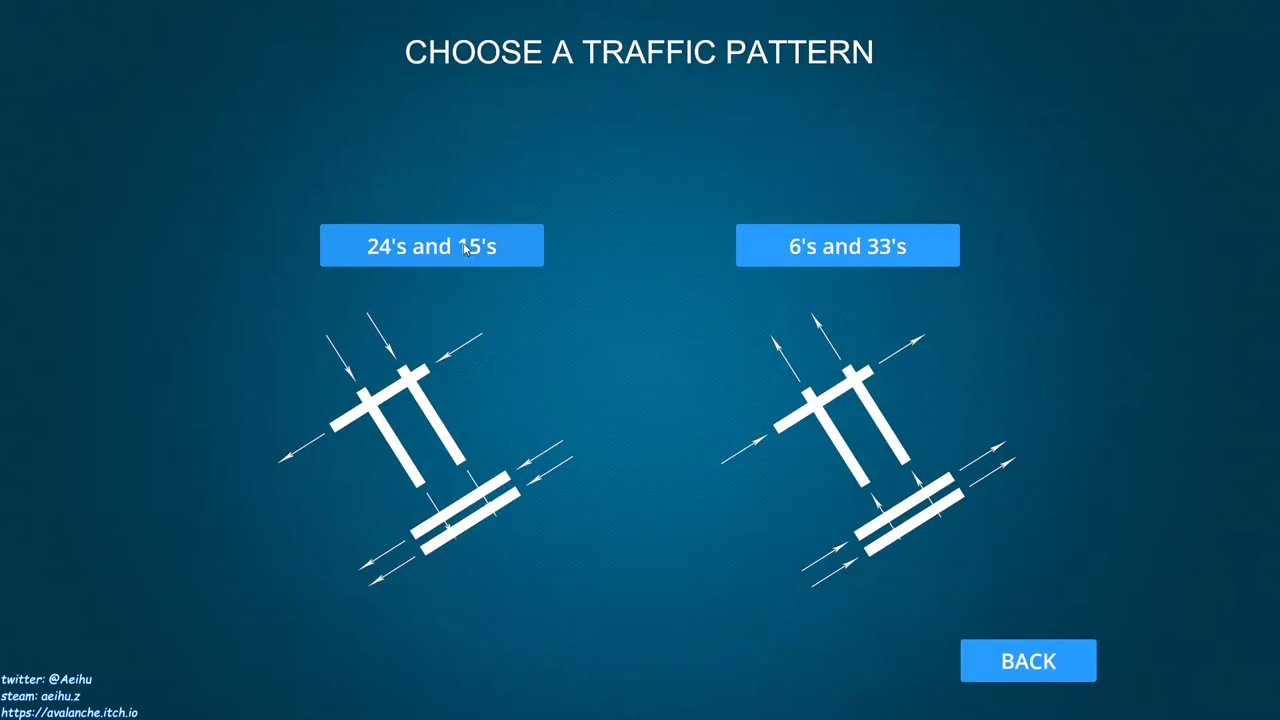 CHOOSE A TRAFFIC PATTERN
24's and 15's
6's and 33's
BACK
twitter: @Aeihu
steam: aeihu.z
https://avalanche.itch.io